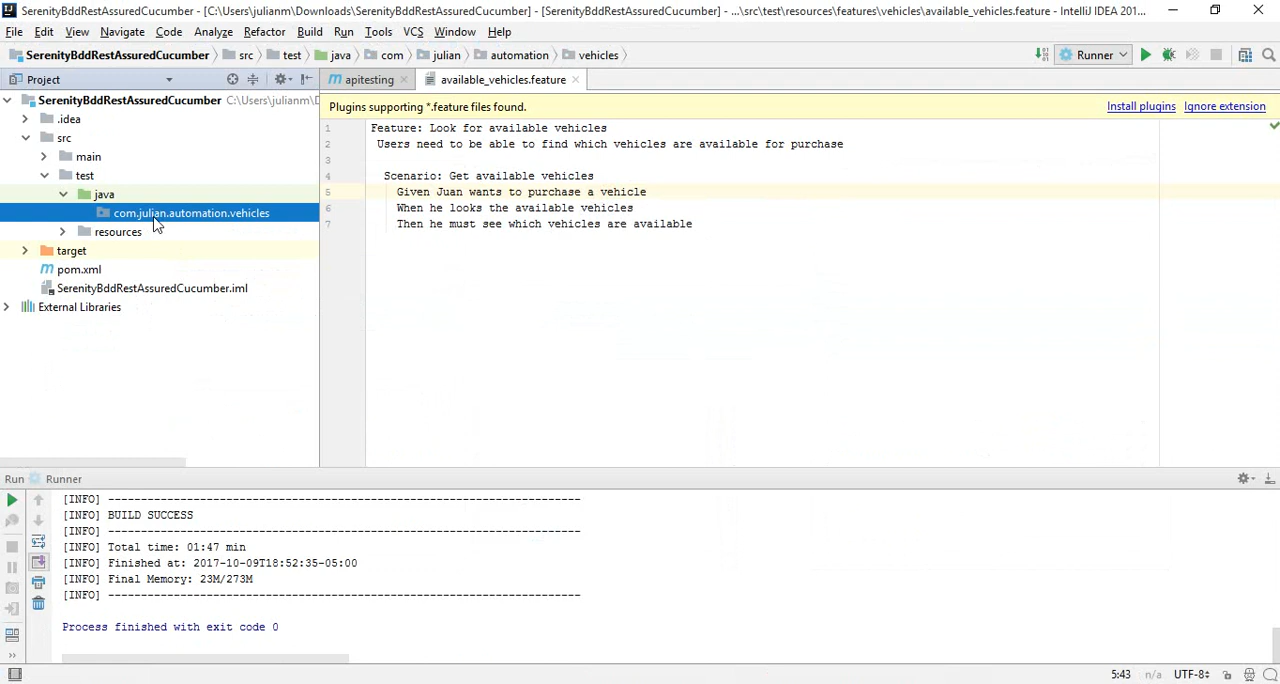 SerenityBddRestAssuredCucumber - [C:\Users\julianm\Downloads\SerenityBddRestAssuredCucumber] - [SerenityBddRestAssuredCucumber] - ...\src\test\resources\features\vehicles\available_vehicles.feature - IntelliJ IDEA 201...
File Edit View Navigate Code Analyze Refactor Build Run Tools VCS Window Help
SerenityBddRestAssuredCucumber src test java com julian automation vehicles Runner
Project apitesting available_vehicles.feature
SerenityBddRestAssuredCucumber C:\Users\julianm\D
Plugins supporting *.feature files found. Install plugins Ignore extension
.idea
src
main
test
java
com.julian.automation.vehicles
resources
target
pom.xml
SerenityBddRestAssuredCucumber.iml
External Libraries
1 Feature: Look for available vehicles
2 Users need to be able to find which vehicles are available for purchase
3
4 Scenario: Get available vehicles
5 Given Juan wants to purchase a vehicle
6 When he looks the available vehicles
7 Then he must see which vehicles are available
Run Runner
[INFO] ------------------------------------------------------------------------
[INFO] BUILD SUCCESS
[INFO] ------------------------------------------------------------------------
[INFO] Total time: 01:47 min
[INFO] Finished at: 2017-10-09T18:52:35-05:00
[INFO] Final Memory: 23M/273M
[INFO] ------------------------------------------------------------------------
Process finished with exit code 0
5:43 n/a UTF-8